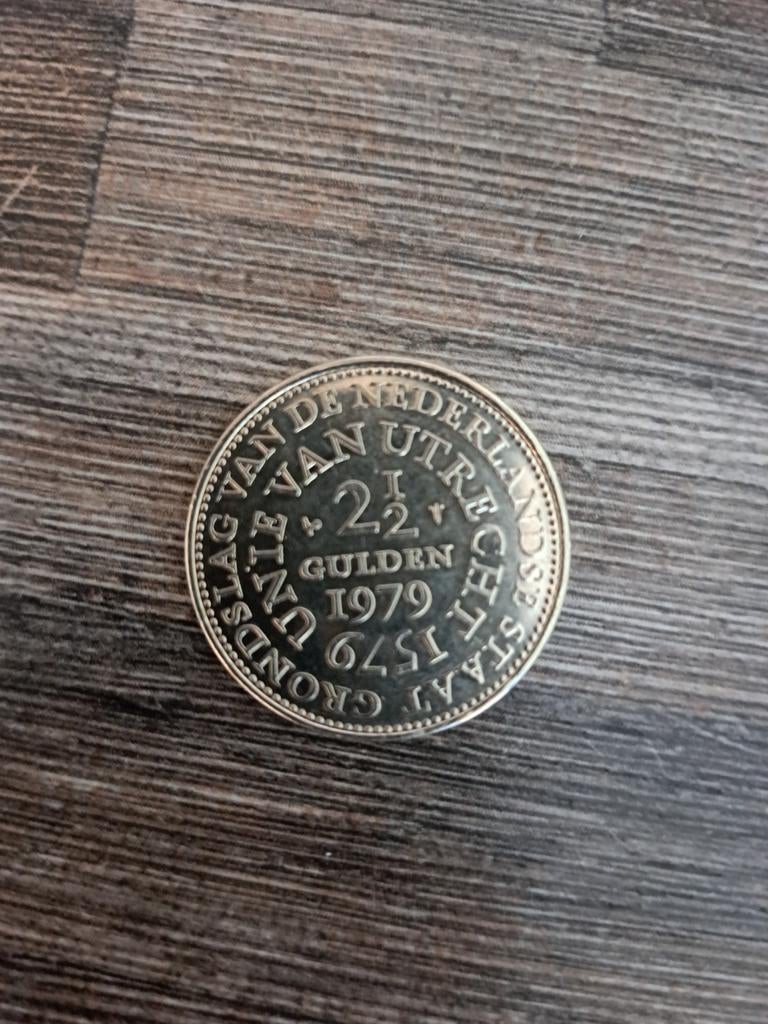 GRONDSLAG VAN DE NEDERLANDSE STAAT
UNIE VAN UTRECHT 1579
2 1/2
GULDEN
1979